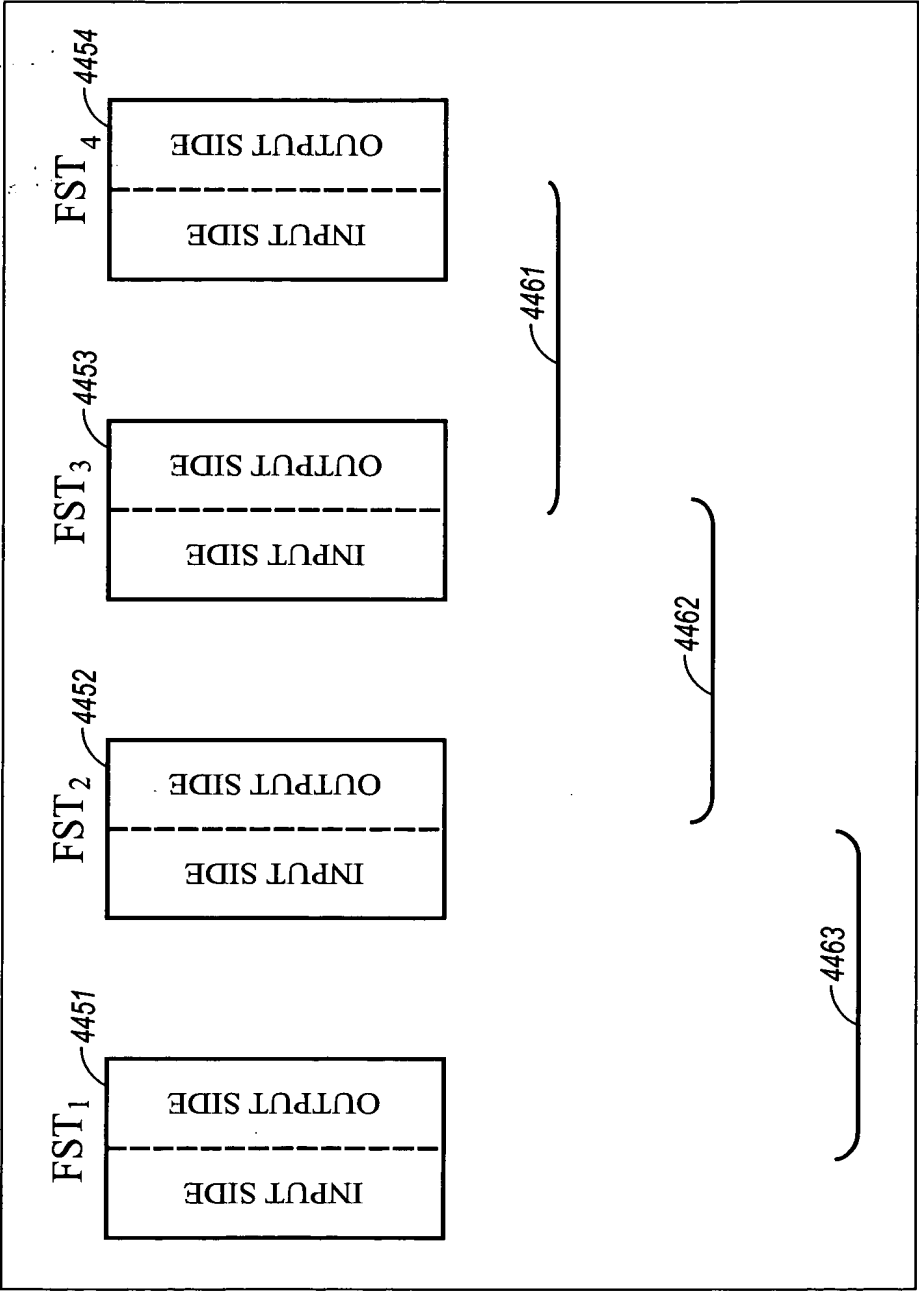 FST₁
4451
INPUT SIDE
OUTPUT SIDE
FST₂
4452
INPUT SIDE
OUTPUT SIDE
FST₃
4453
INPUT SIDE
OUTPUT SIDE
FST₄
4454
INPUT SIDE
OUTPUT SIDE
4461
4462
4463